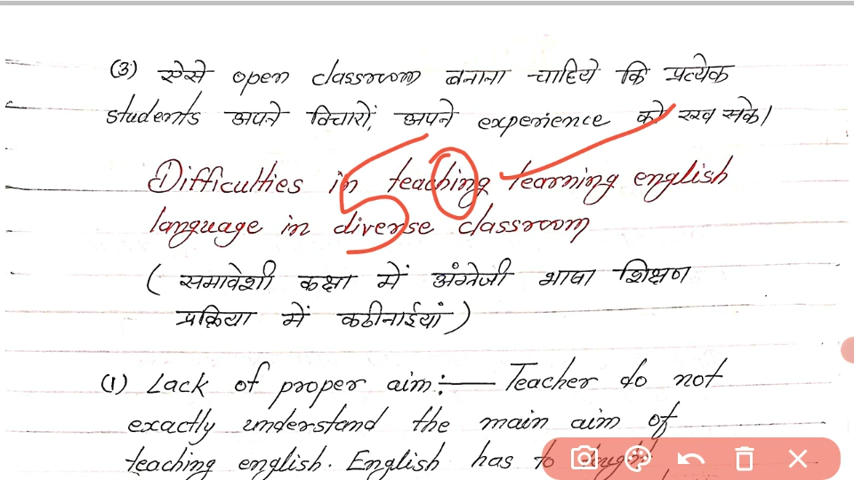 (3) ऐसे open classroom बनाना चाहिये कि प्रत्येक
students अपने विचारों, अपने experience को रख सके।
50
Difficulties in teaching learning english
language in diverse classroom
( समावेशी कक्षा में अंग्रेजी भाषा शिक्षण
प्रक्रिया में कठीनाईयां )
(1) Lack of proper aim:— Teacher do not
exactly understand the main aim of
teaching english. English has to